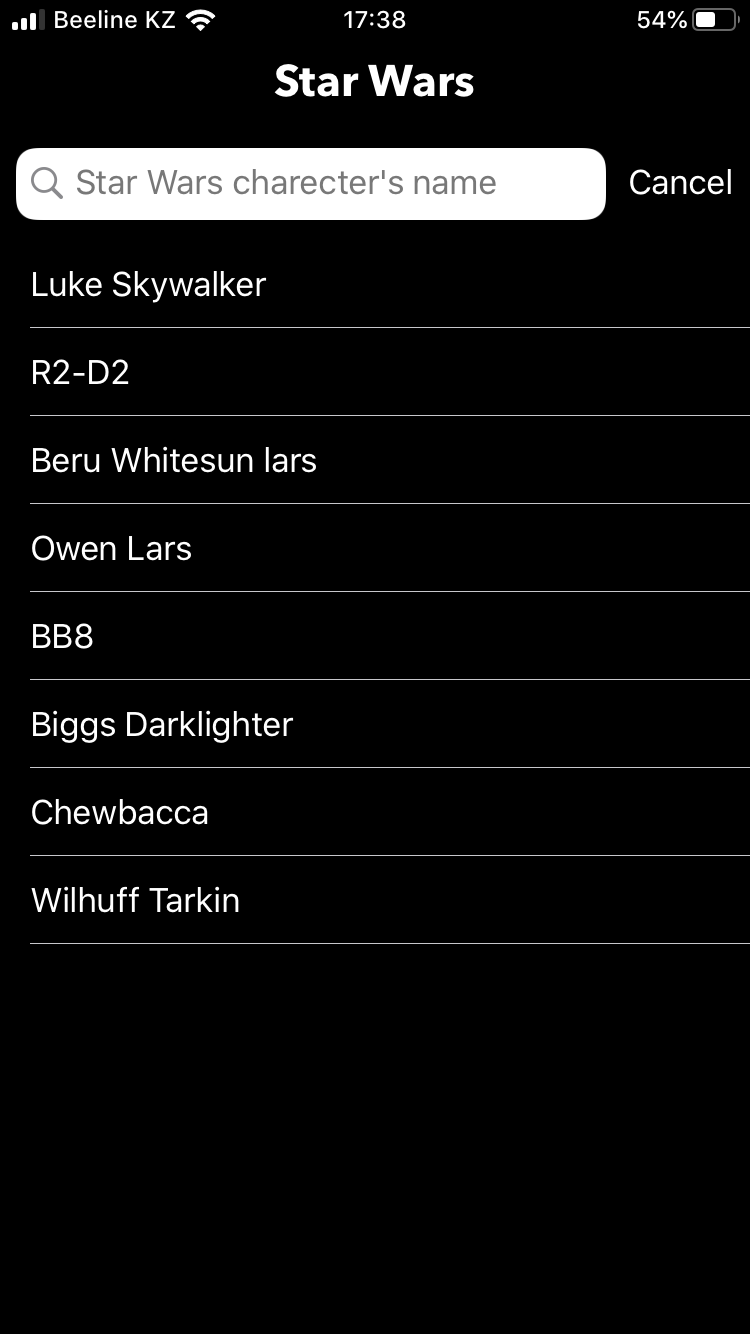 Beeline KZ 17:38 54%
Star Wars
Star Wars charecter's name Cancel
Luke Skywalker
R2-D2
Beru Whitesun lars
Owen Lars
BB8
Biggs Darklighter
Chewbacca
Wilhuff Tarkin